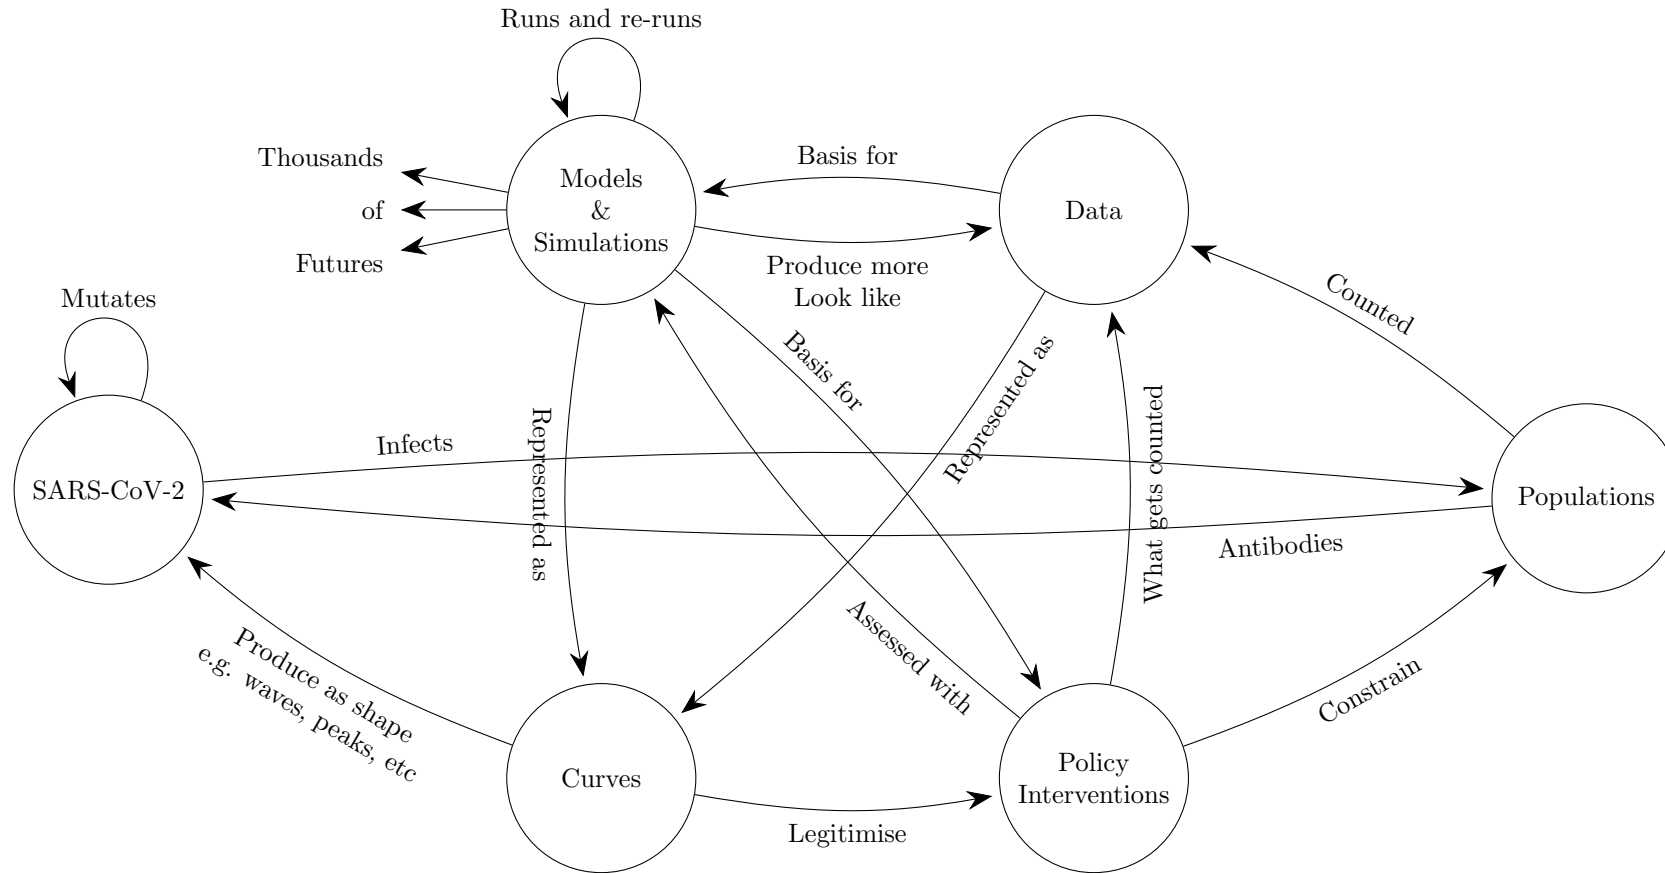 Runs and re-runs
Thousands
of
Futures
Models
&
Simulations
Basis for
Data
Produce more
Look like
Counted
Mutates
Basis for
Represented as
Represented as
What gets counted
Infects
SARS-CoV-2
Populations
Antibodies
Assessed with
Produce as shape
e.g. waves, peaks, etc
Constrain
Curves
Policy
Interventions
Legitimise